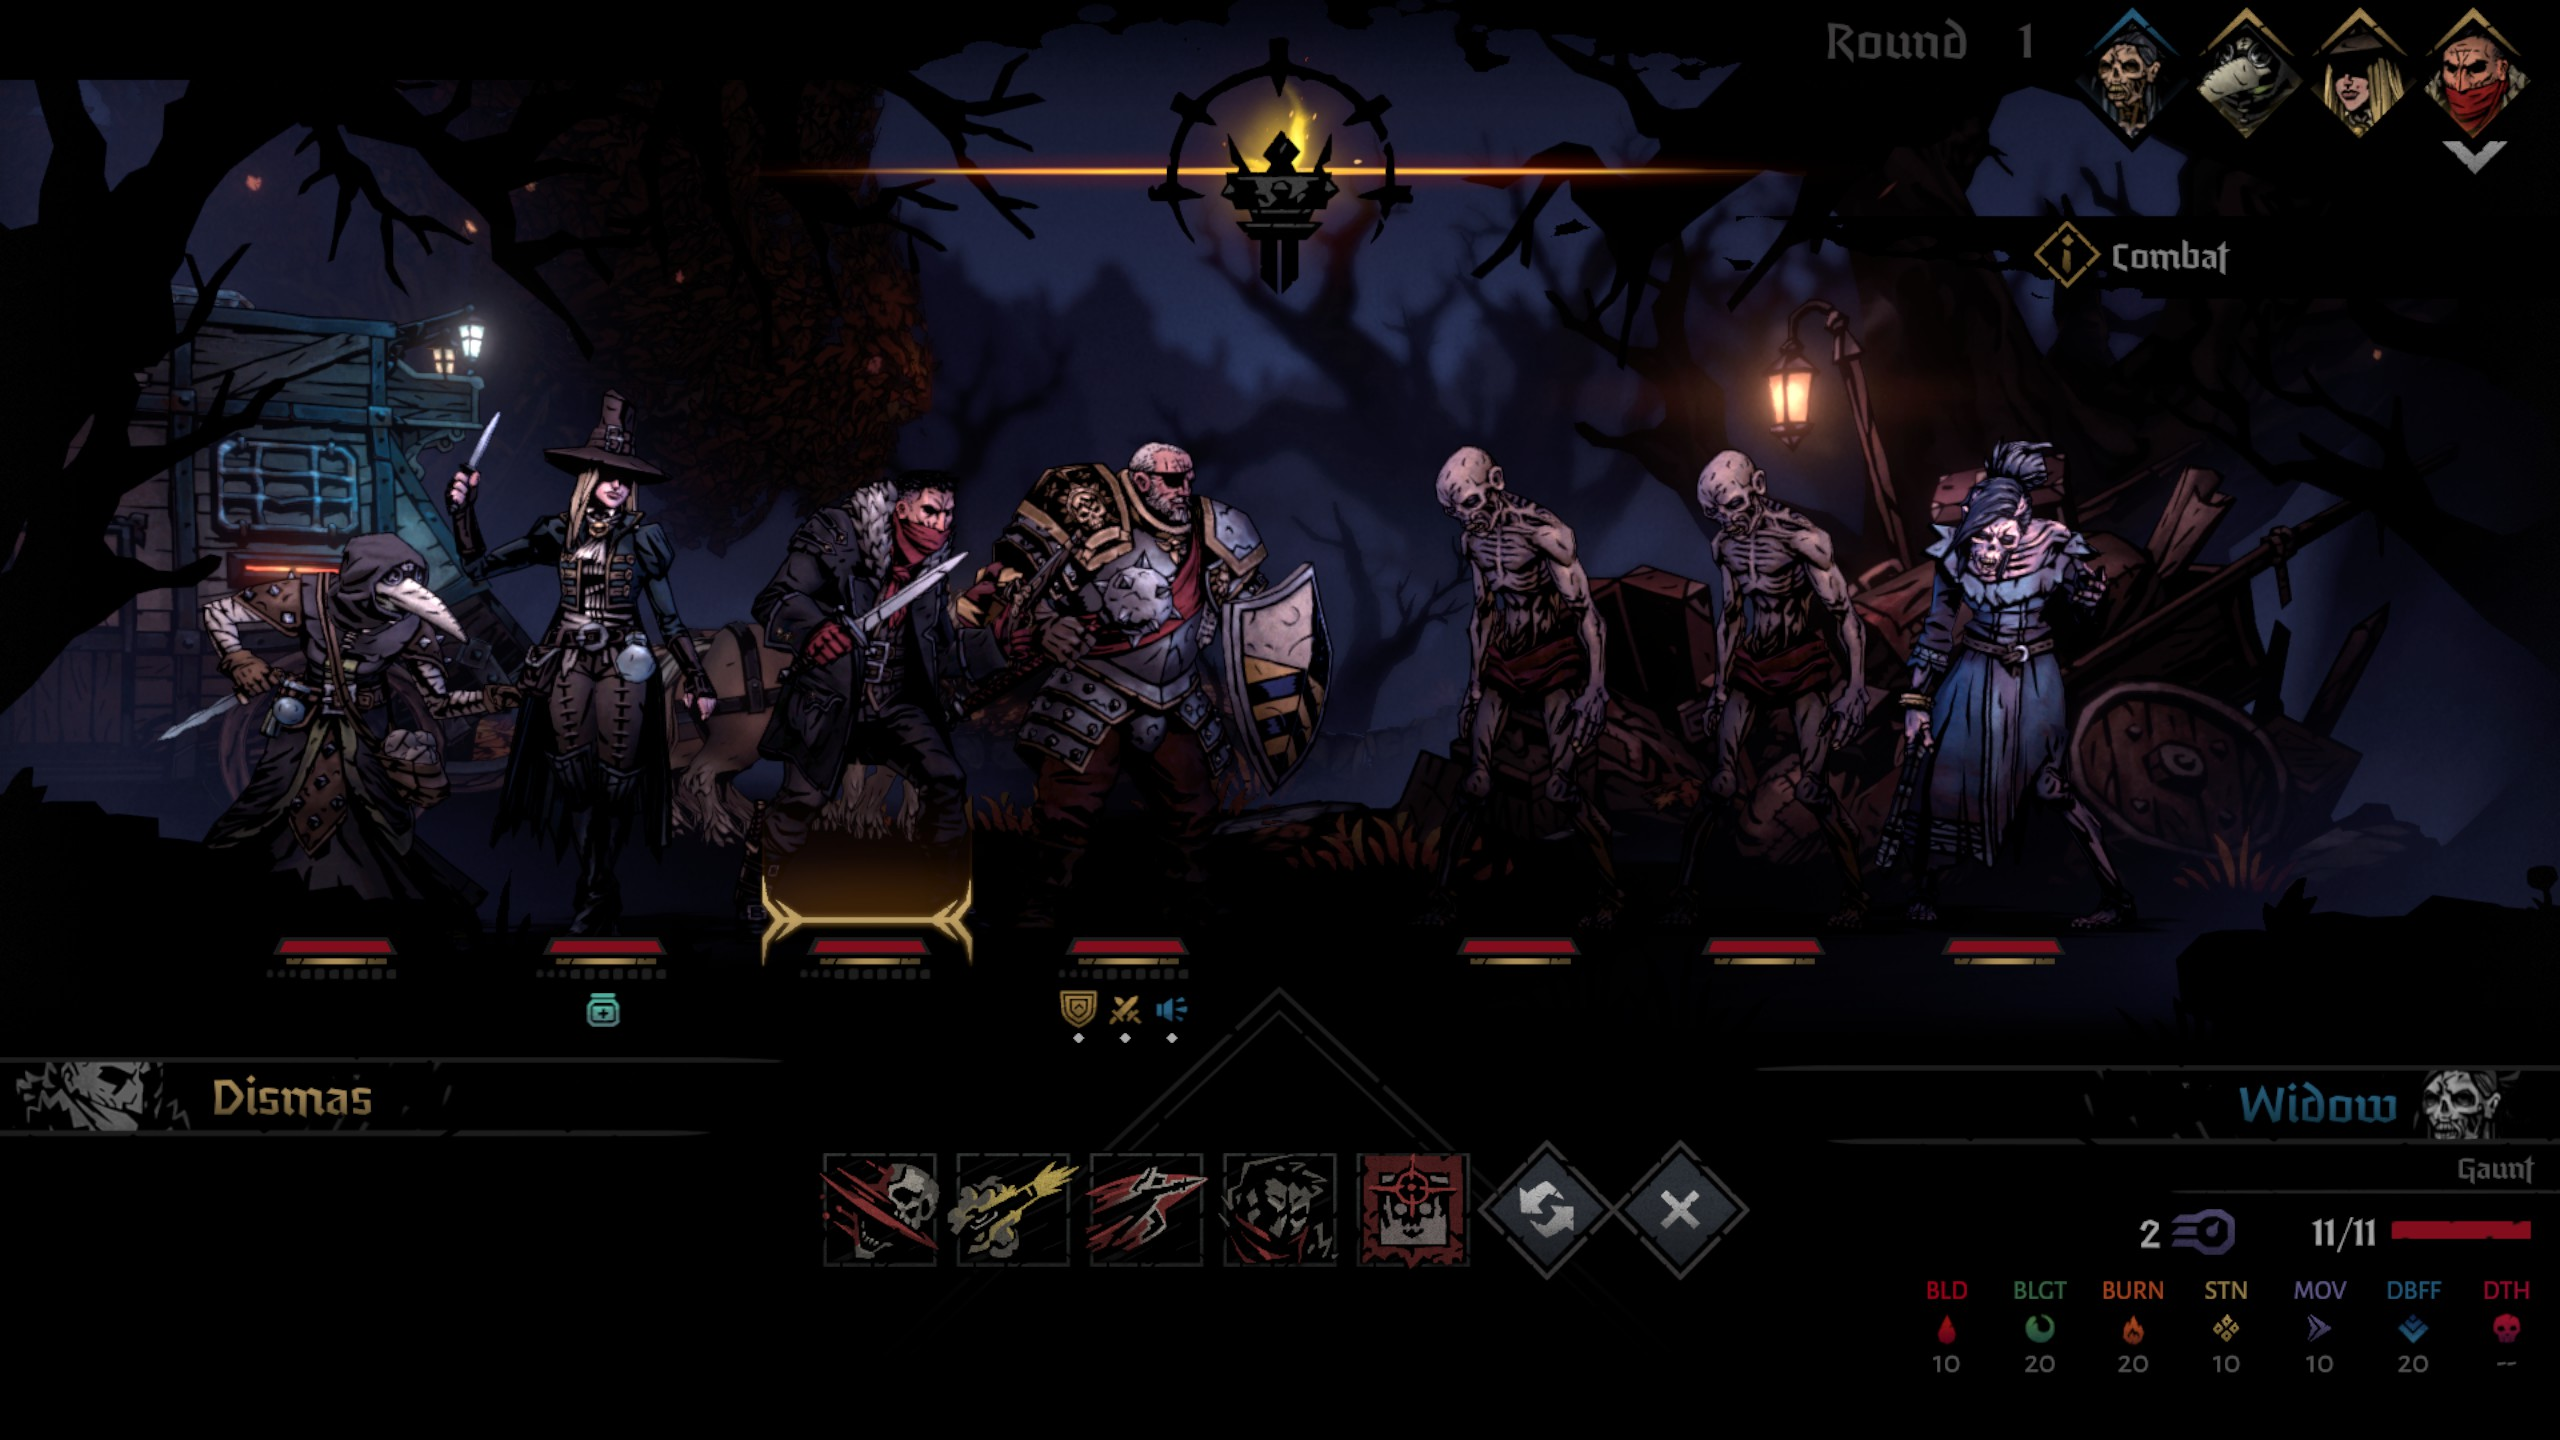 Round 1
Combat
Dismas
Widow
Gaunt
2 11/11
BLD BLGT BURN STN MOV DBFF DTH
10 20 20 10 10 20 --